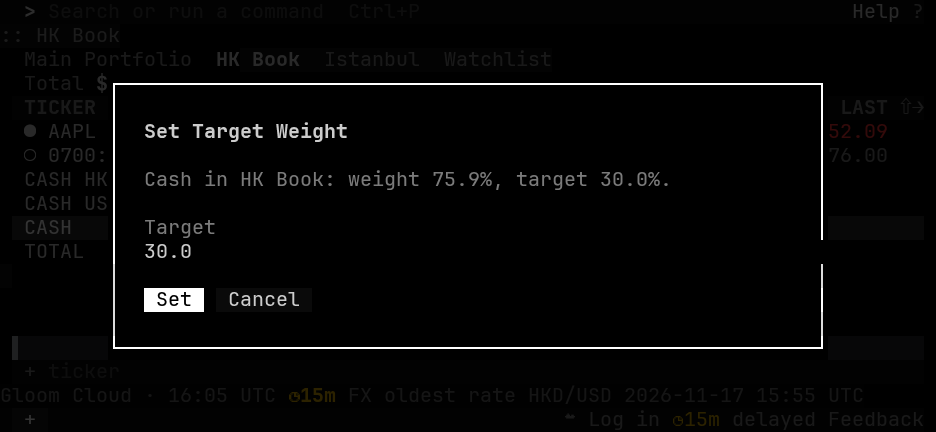 > Search or run a command  Ctrl+P Help ?
:: HK Book
Main Portfolio HK Book Istanbul Watchlist
Total $
TICKER LAST ⇧→
● AAPL 52.09
○ 0700: 76.00
CASH HK
CASH US
CASH
TOTAL
Set Target Weight
Cash in HK Book: weight 75.9%, target 30.0%.
Target
30.0
Set Cancel
+ ticker
Gloom Cloud · 16:05 UTC ◔15m FX oldest rate HKD/USD 2026-11-17 15:55 UTC
+ Log in ◔15m delayed Feedback